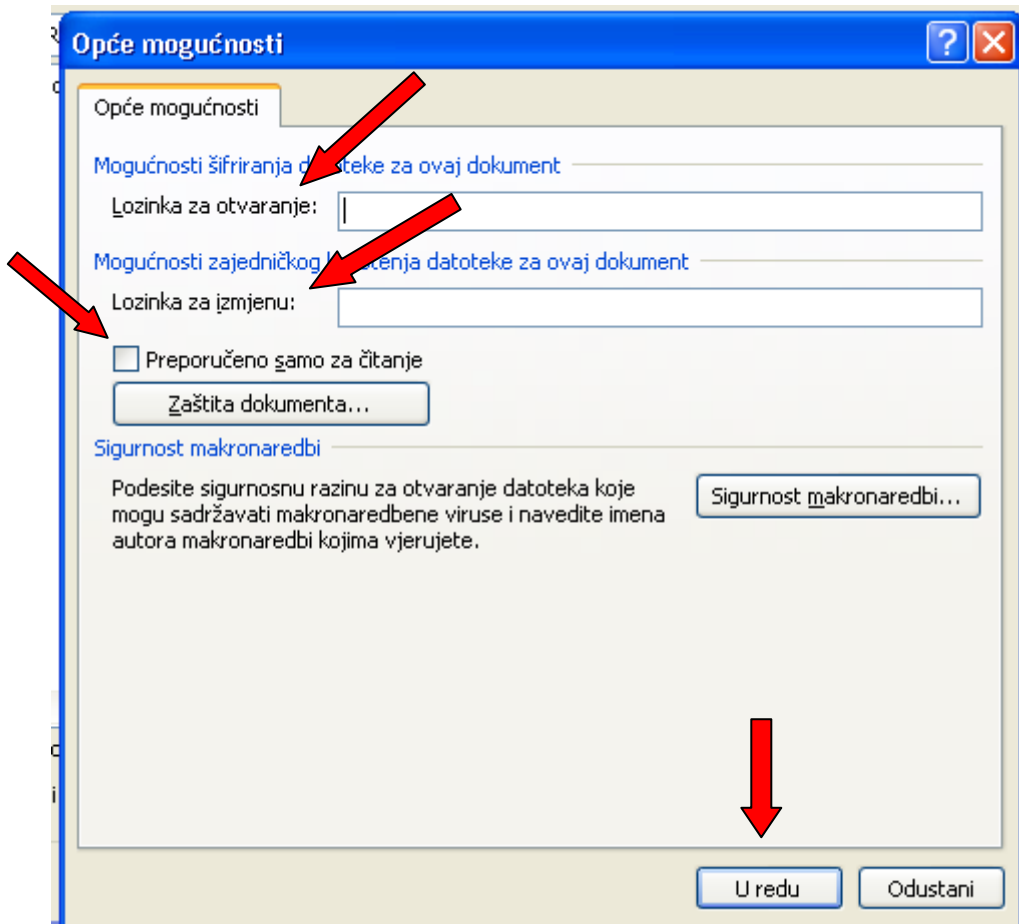 Opće mogućnosti
Opće mogućnosti
Mogućnosti šifriranja za ovaj dokument
Lozinka za otvaranje:
Mogućnosti zajedničkog datoteke za ovaj dokument
Lozinka za izmjenu:
Preporučeno samo za čitanje
Zaštita dokumenta...
Sigurnost makronaredbi
Podesite sigurnosnu razinu za otvaranje datoteka koje
mogu sadržavati makronaredbene viruse i navedite imena
autora makronaredbi kojima vjerujete.
Sigurnost makronaredbi...
U redu
Odustani